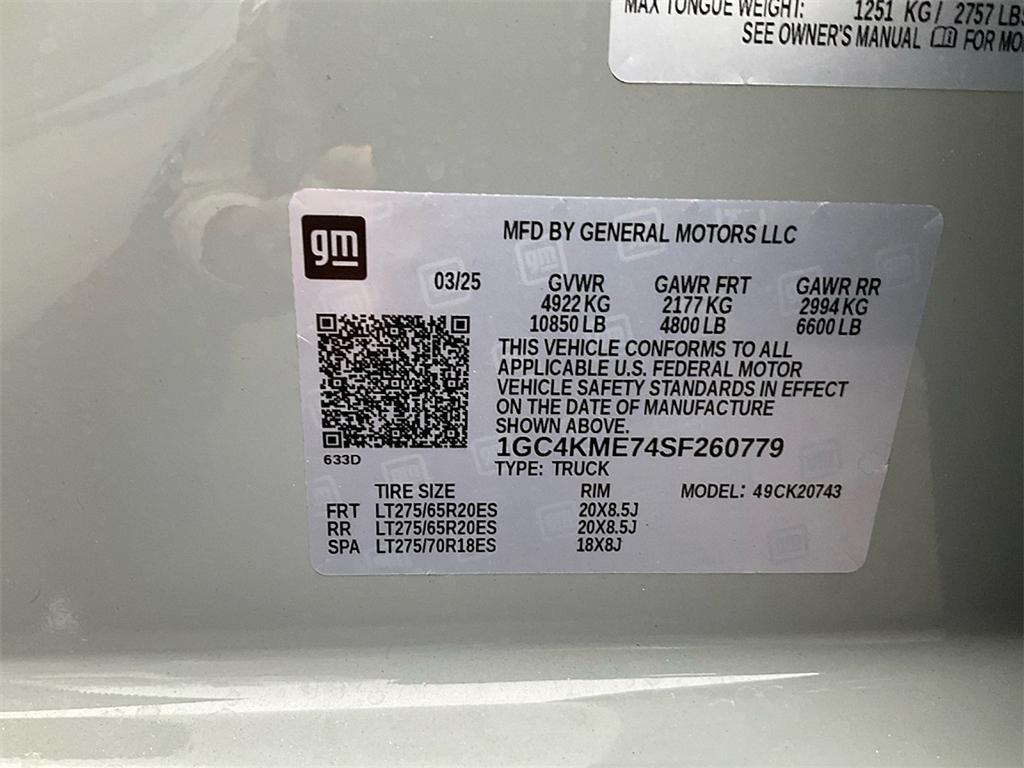 MAX TONGUE WEIGHT: 1251 KG / 2757 LBS
SEE OWNER'S MANUAL FOR MO
gm
MFD BY GENERAL MOTORS LLC
03/25 GVWR GAWR FRT GAWR RR
4922 KG 2177 KG 2994 KG
10850 LB 4800 LB 6600 LB
THIS VEHICLE CONFORMS TO ALL
APPLICABLE U.S. FEDERAL MOTOR
VEHICLE SAFETY STANDARDS IN EFFECT
ON THE DATE OF MANUFACTURE
SHOWN ABOVE.
1GC4KME74SF260779
633D
TYPE: TRUCK
TIRE SIZE RIM MODEL: 49CK20743
FRT LT275/65R20ES 20X8.5J
RR LT275/65R20ES 20X8.5J
SPA LT275/70R18ES 18X8J